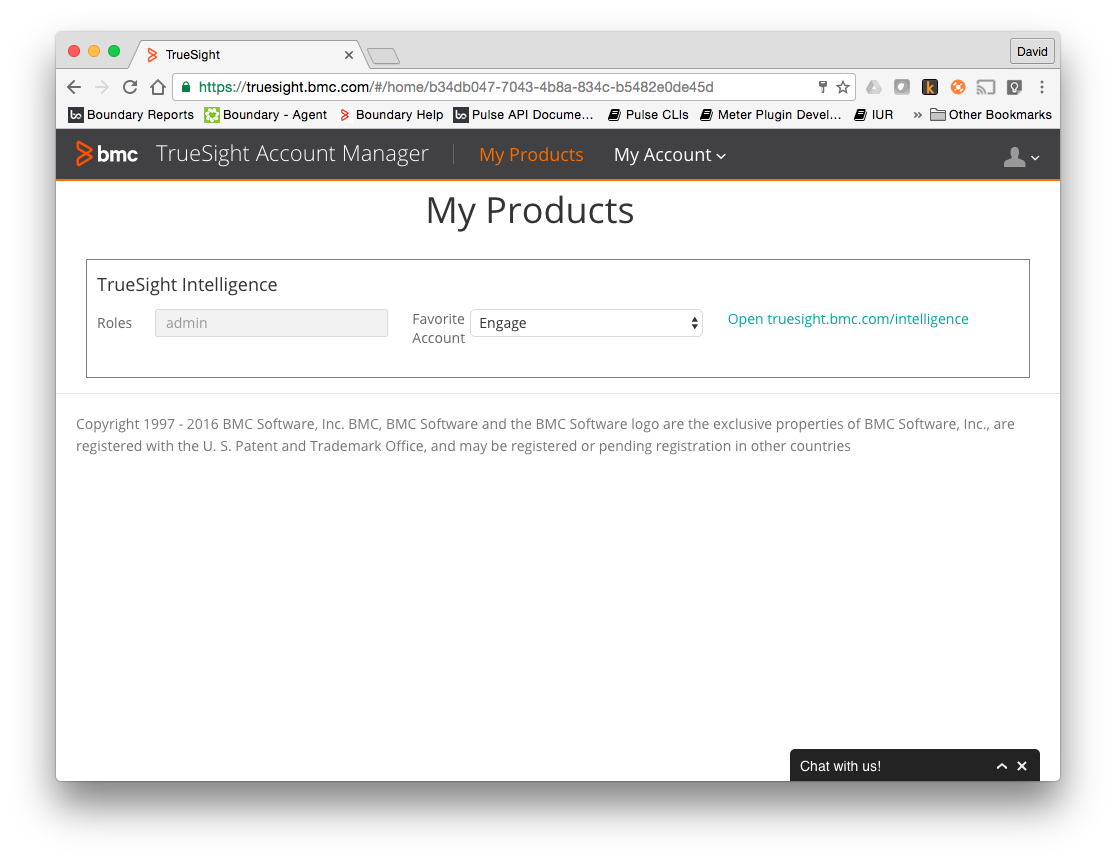 TrueSight
David
https://truesight.bmc.com/#/home/b34db047-7043-4b8a-834c-b5482e0de45d
bo Boundary Reports Boundary - Agent Boundary Help bo Pulse API Docume... Pulse CLIs Meter Plugin Devel... IUR » Other Bookmarks
bmc TrueSight Account Manager My Products My Account
My Products
TrueSight Intelligence
Roles admin Favorite Account Engage Open truesight.bmc.com/intelligence
Copyright 1997 - 2016 BMC Software, Inc. BMC, BMC Software and the BMC Software logo are the exclusive properties of BMC Software, Inc., are
registered with the U. S. Patent and Trademark Office, and may be registered or pending registration in other countries
Chat with us!